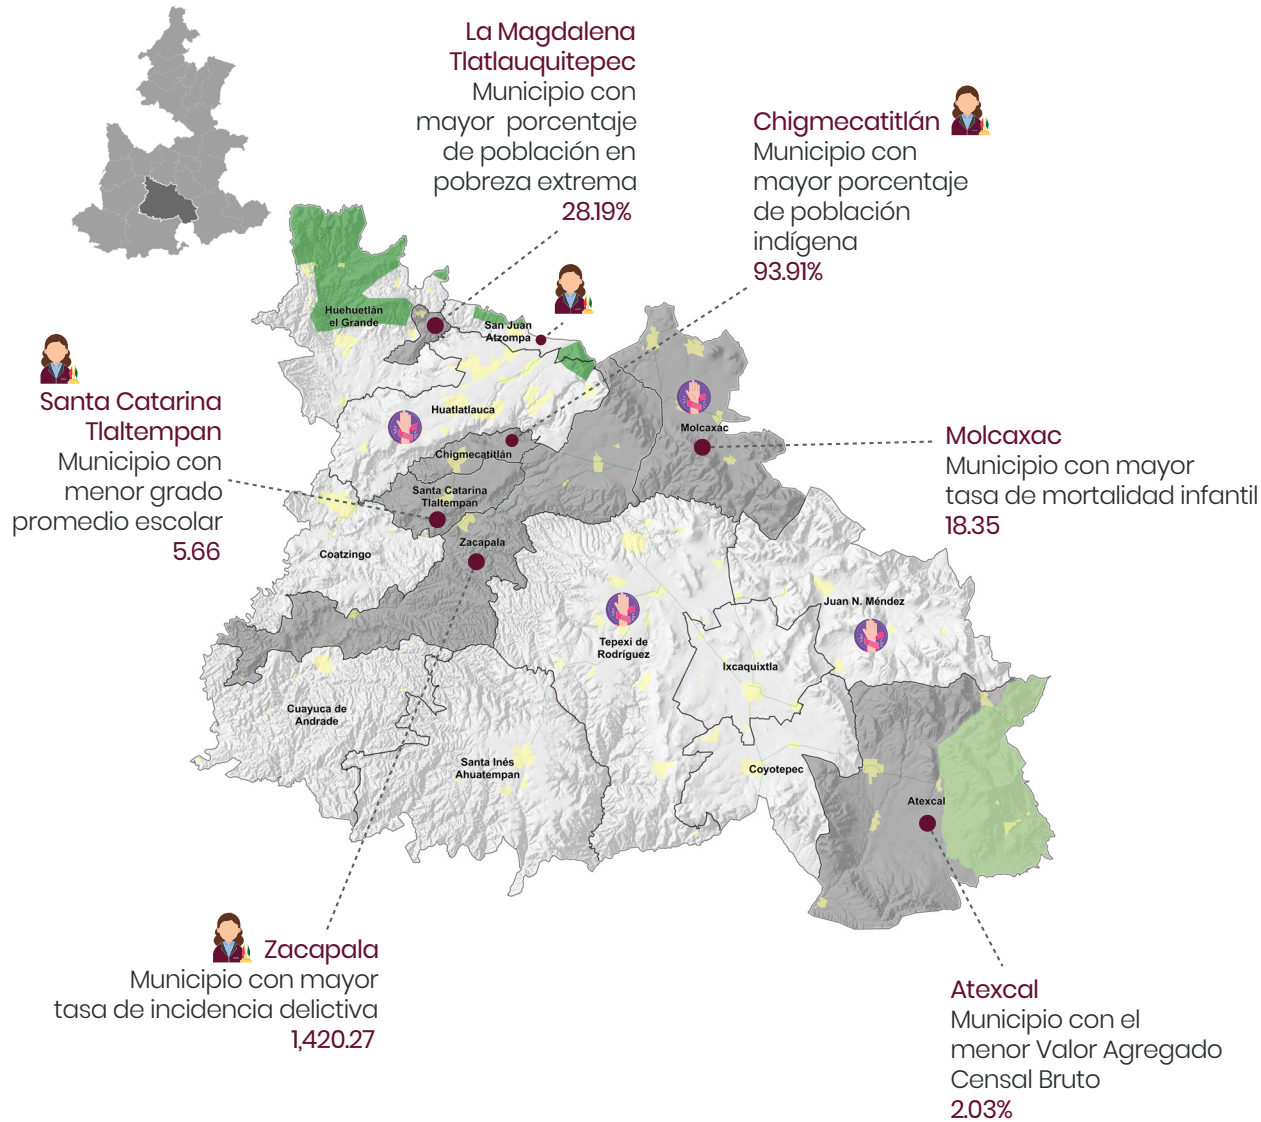 La Magdalena
Tlatlauquitepec
Municipio con
mayor porcentaje
de población en
pobreza extrema
28.19%
Chigmecatitlán
Municipio con
mayor porcentaje
de población
indígena
93.91%
Santa Catarina
Tlaltempan
Municipio con
menor grado
promedio escolar
5.66
Molcaxac
Municipio con mayor
tasa de mortalidad infantil
18.35
Zacapala
Municipio con mayor
tasa de incidencia delictiva
1,420.27
Atexcal
Municipio con el
menor Valor Agregado
Censal Bruto
2.03%
Huehuetlán
el Grande
San Juan
Atzompa
Huatlatlauca
Chigmecatitlán
Santa Catarina
Tlaltempan
Molcaxac
Zacapala
Coatzingo
Juan N. Méndez
Tepexi de
Rodríguez
Ixcaquixtla
Cuayuca de
Andrade
Santa Inés
Ahuatempan
Coyotepec
Atexcal